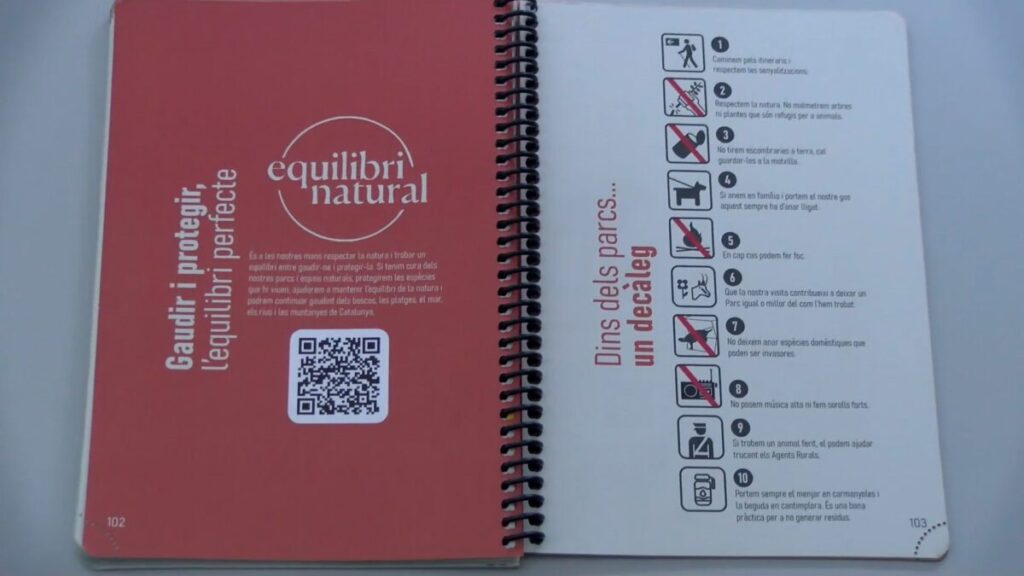 Gaudir i protegir,
l'equilibri perfecte
equilibri
natural
És a les nostres mans respectar la natura i trobar un
equilibri entre gaudir-ne i protegir-la. Si tenim cura dels
nostres parcs i espais naturals, protegirem les espècies
que hi viuen, ajudarem a mantenir l'equilibri de la natura i
podrem continuar gaudint dels boscos, les platges, el mar,
els rius i les muntanyes de Catalunya.
102
Dins dels parcs...
un decàleg
1
Caminem pels itineraris i
respectem les senyalitzacions.
2
Respectem la natura. No malmetrem arbres
ni plantes que són refugis per a animals.
3
No tirem escombraries a terra, cal
guardar-les a la motxilla.
4
Si anem en família i portem el nostre gos
aquest sempre ha d'anar lligat.
5
En cap cas podem fer foc.
6
Que la nostra visita contribueixi a deixar un
Parc igual o millor del com l'hem trobat.
7
No deixem anar espècies domèstiques que
poden ser invasores.
8
No posem música alta ni fem sorolls forts.
9
Si trobem un animal ferit, el podem ajudar
trucant els Agents Rurals.
10
Portem sempre el menjar en carmanyoles i
la beguda en cantimplora. És una bona
pràctica per a no generar residus.
103